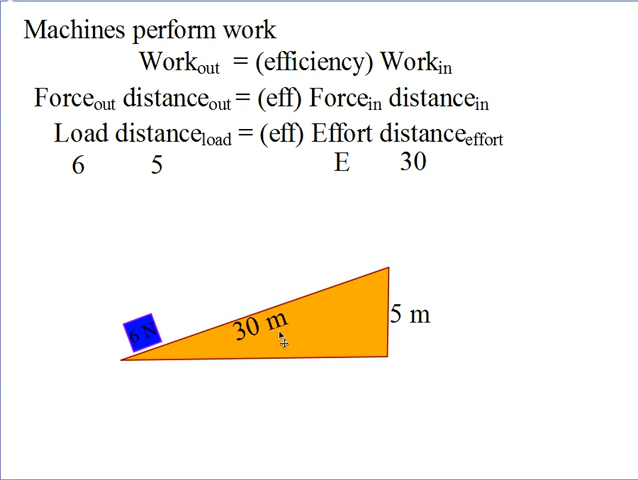 Machines perform work
Workout = (efficiency) Workin
Forceout distanceout = (eff) Forcein distancein
Load distanceload = (eff) Effort distanceeffort
6 5 E 30
30 m
5 m
6 N